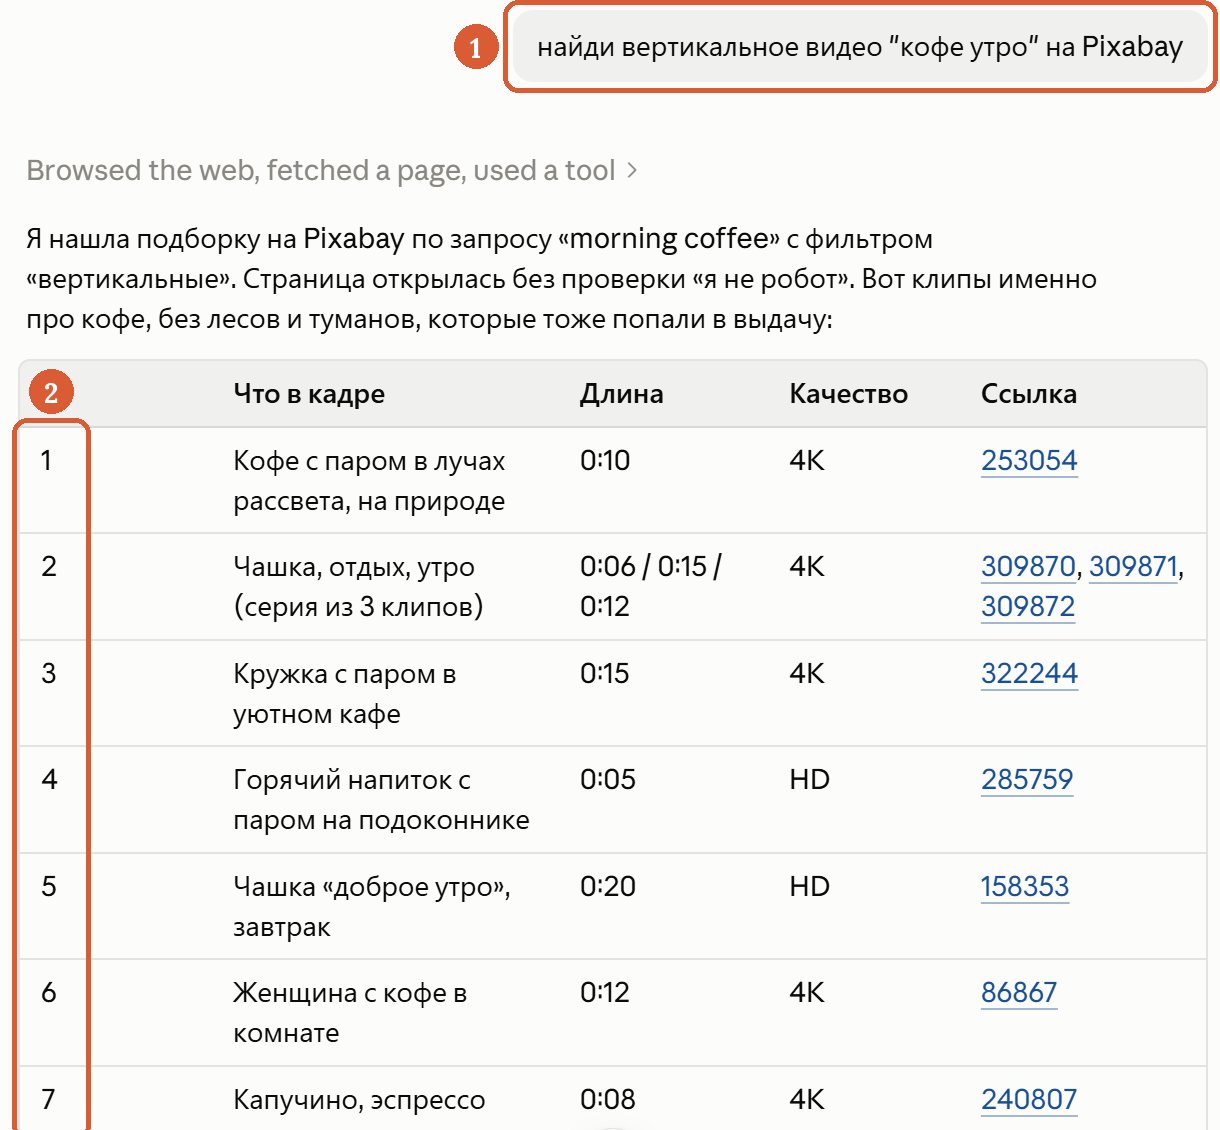 1
найди вертикальное видео "кофе утро" на Pixabay
Browsed the web, fetched a page, used a tool >
Я нашла подборку на Pixabay по запросу «morning coffee» с фильтром
«вертикальные». Страница открылась без проверки «я не робот». Вот клипы именно
про кофе, без лесов и туманов, которые тоже попали в выдачу:
2 Что в кадре Длина Качество Ссылка
1 Кофе с паром в лучах 0:10 4K 253054
рассвета, на природе
2 Чашка, отдых, утро 0:06 / 0:15 / 4K 309870, 309871,
(серия из 3 клипов) 0:12 309872
3 Кружка с паром в 0:15 4K 322244
уютном кафе
4 Горячий напиток с 0:05 HD 285759
паром на подоконнике
5 Чашка «доброе утро», 0:20 HD 158353
завтрак
6 Женщина с кофе в 0:12 4K 86867
комнате
7 Капучино, эспрессо 0:08 4K 240807